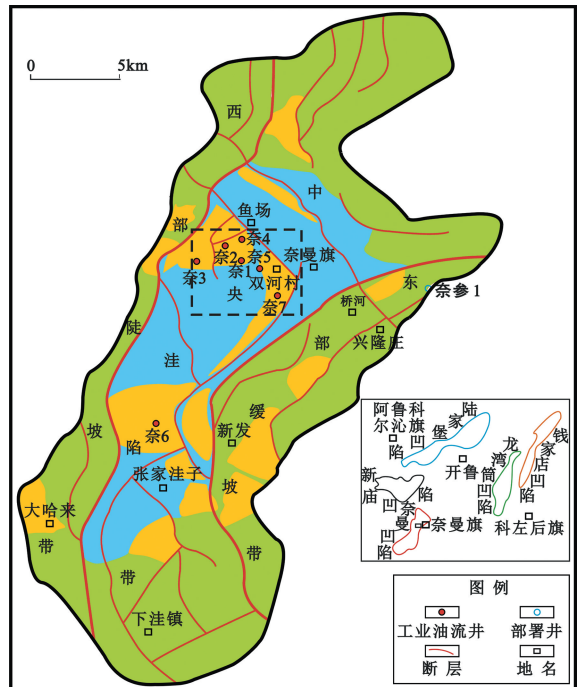 0 5km
西
中
鱼场
部
奈4
奈2
奈5
奈曼旗
奈3
奈1
双河村
东
奈参1
央
奈7
桥河
陡
部
兴隆庄
洼
缓
坡
奈6
陷
新发
张家洼子
坡
大哈来
带
带
带
下洼镇
阿鲁科
尔沁旗
陆家堡凹陷
开鲁
龙湾筒凹陷
钱家店凹陷
新庙凹陷
奈曼凹陷
奈曼旗
科左后旗
图 例
工业油流井
部署井
断层
地名